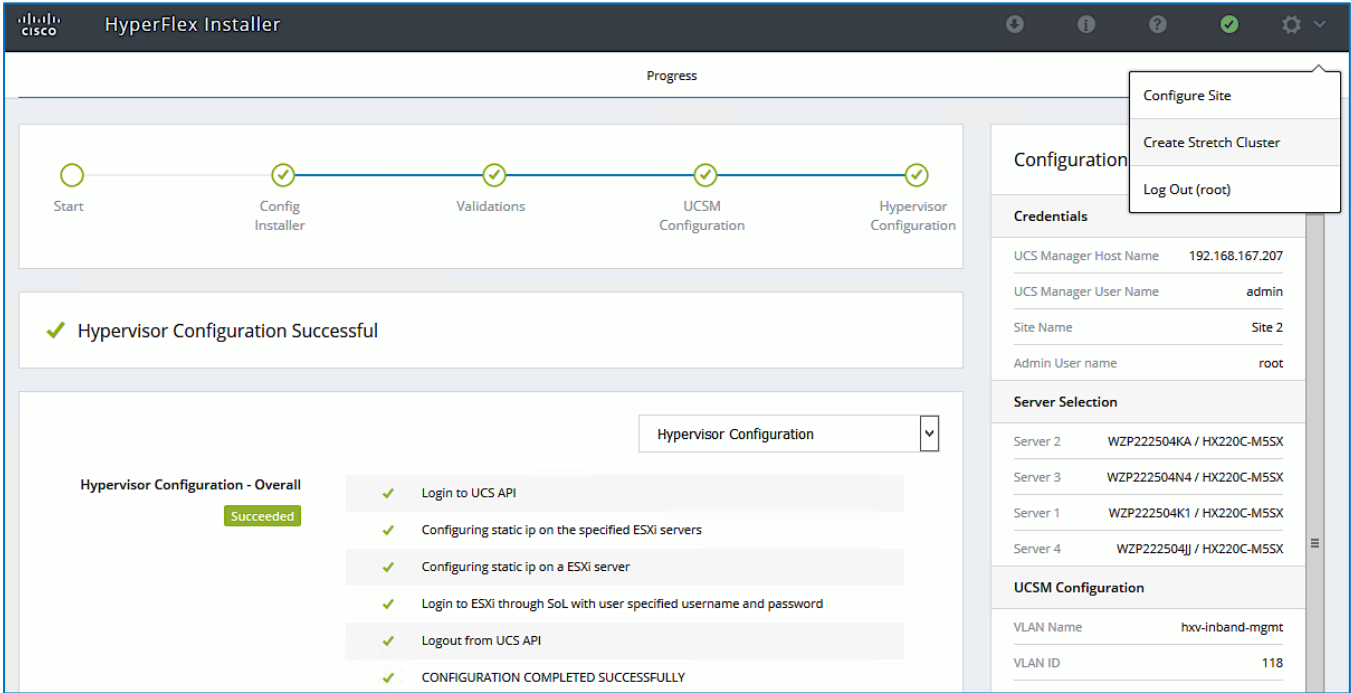 cisco
HyperFlex Installer
Progress
Configure Site
Create Stretch Cluster
Log Out (root)
Start
Config
Installer
Validations
UCSM
Configuration
Hypervisor
Configuration
Hypervisor Configuration Successful
Hypervisor Configuration
Hypervisor Configuration - Overall
Succeeded
Login to UCS API
Configuring static ip on the specified ESXi servers
Configuring static ip on a ESXi server
Login to ESXi through SoL with user specified username and password
Logout from UCS API
CONFIGURATION COMPLETED SUCCESSFULLY
Configuration
Credentials
UCS Manager Host Name 192.168.167.207
UCS Manager User Name admin
Site Name Site 2
Admin User name root
Server Selection
Server 2 WZP222504KA / HX220C-M5SX
Server 3 WZP222504N4 / HX220C-M5SX
Server 1 WZP222504K1 / HX220C-M5SX
Server 4 WZP222504JJ / HX220C-M5SX
UCSM Configuration
VLAN Name hxv-inband-mgmt
VLAN ID 118